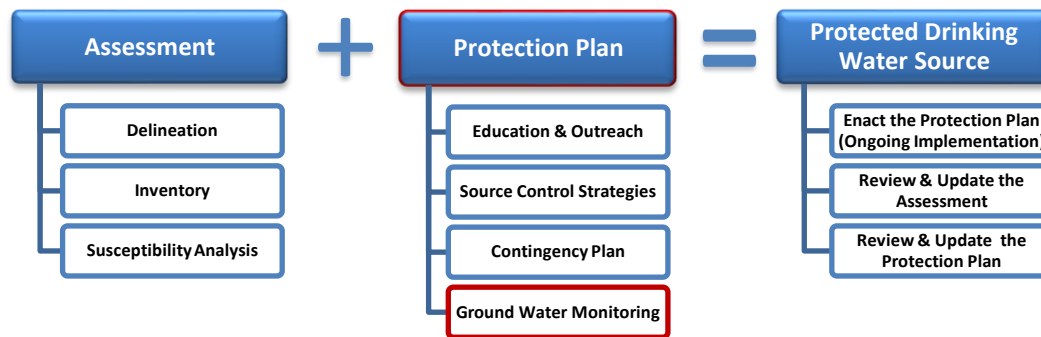 Assessment
+
Protection Plan
=
Protected Drinking
Water Source
Delineation
Inventory
Susceptibility Analysis
Education & Outreach
Source Control Strategies
Contingency Plan
Ground Water Monitoring
Enact the Protection Plan
(Ongoing Implementation)
Review & Update the
Assessment
Review & Update the
Protection Plan